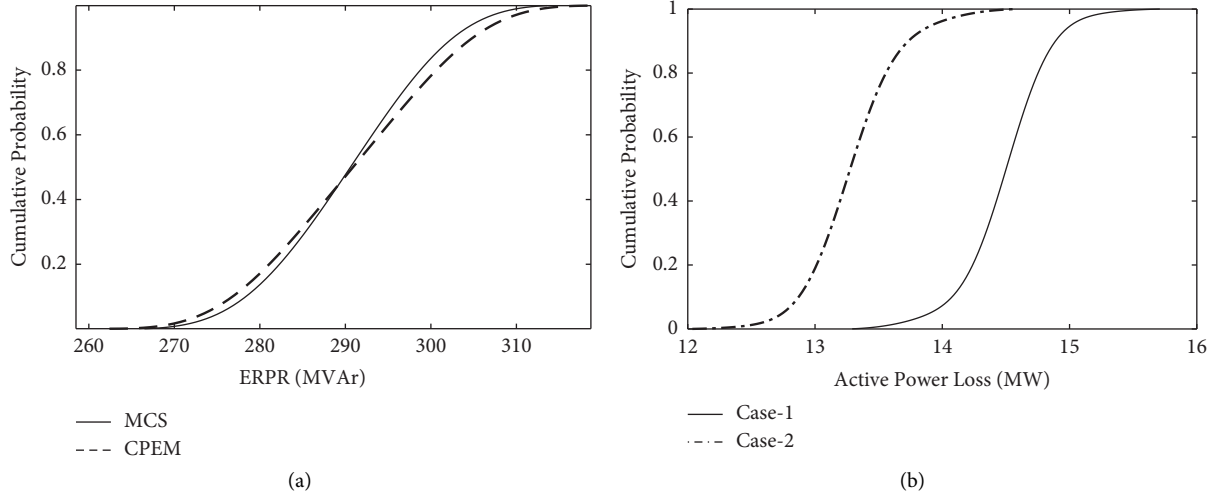 Cumulative Probability
0.8
0.6
0.4
0.2
260 270 280 290 300 310
ERPR (MVAr)
MCS
CPEM
(a)
Cumulative Probability
1
0.8
0.6
0.4
0.2
0
12 13 14 15 16
Active Power Loss (MW)
Case-1
Case-2
(b)